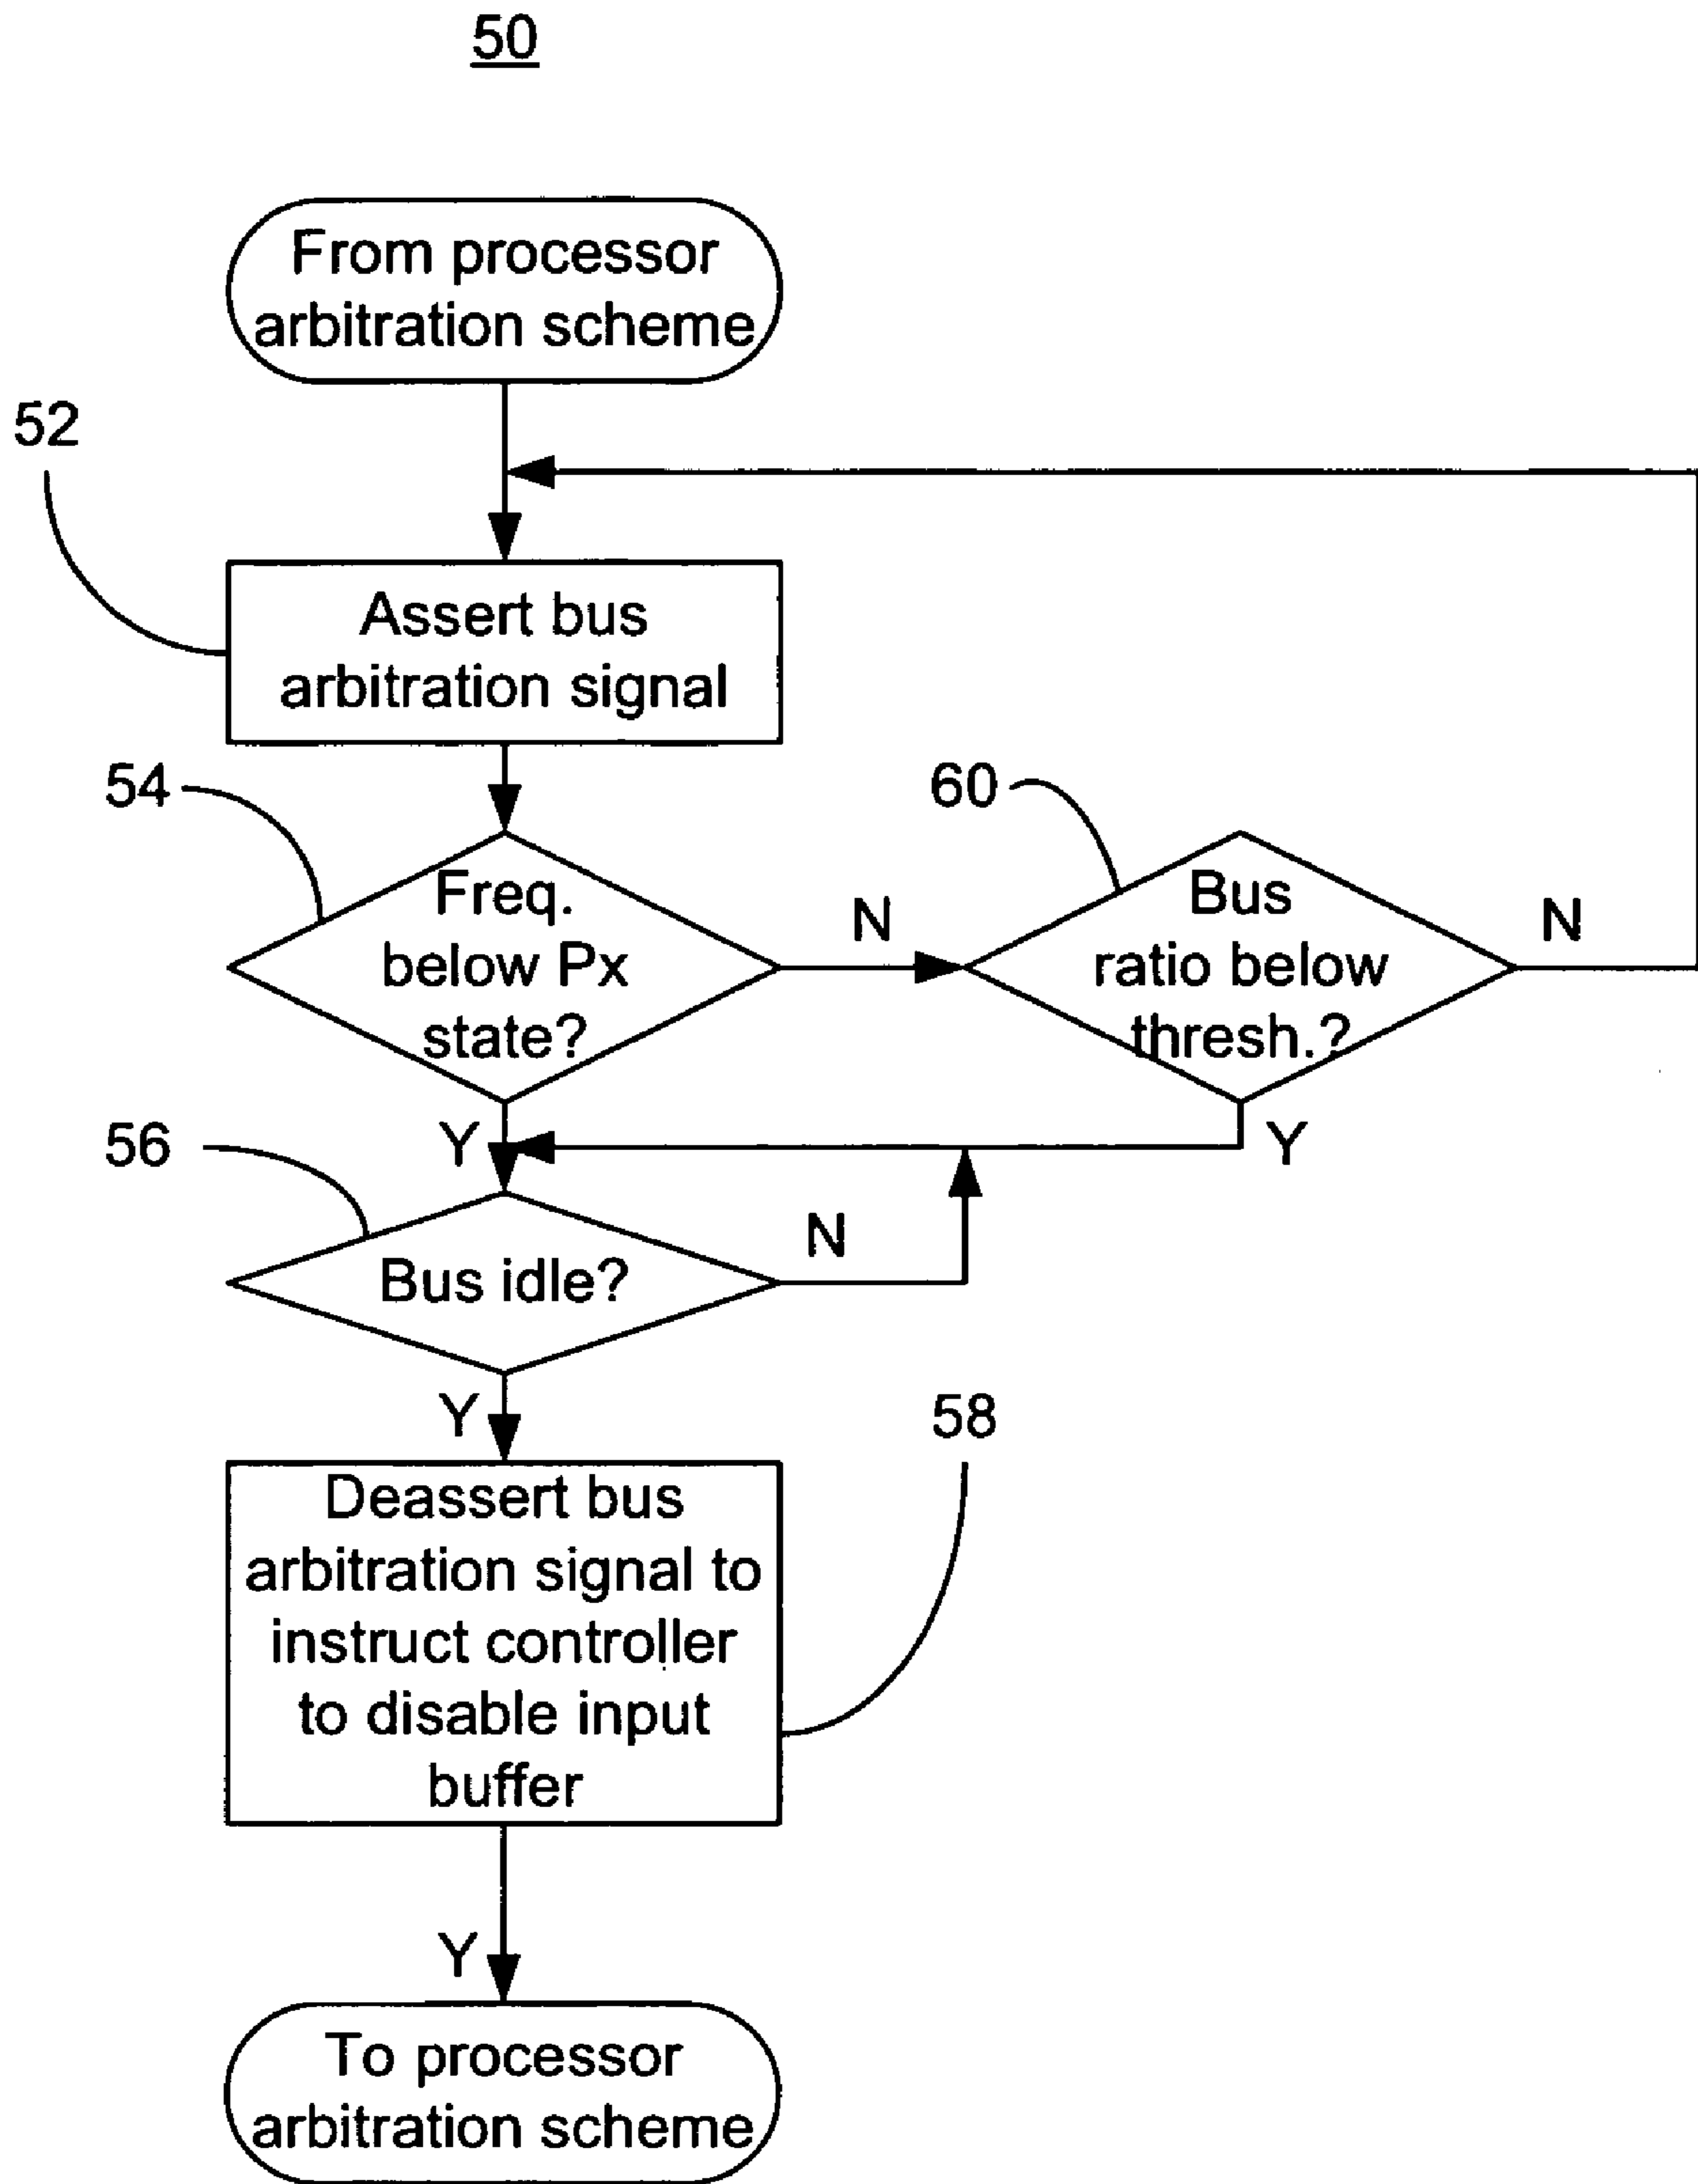 50
From processor
arbitration scheme
52
Assert bus
arbitration signal
54
Freq.
below Px
state?
N
60
Bus
ratio below
thresh.?
N
Y
Y
56
Bus idle?
N
Y
58
Deassert bus
arbitration signal to
instruct controller
to disable input
buffer
Y
To processor
arbitration scheme